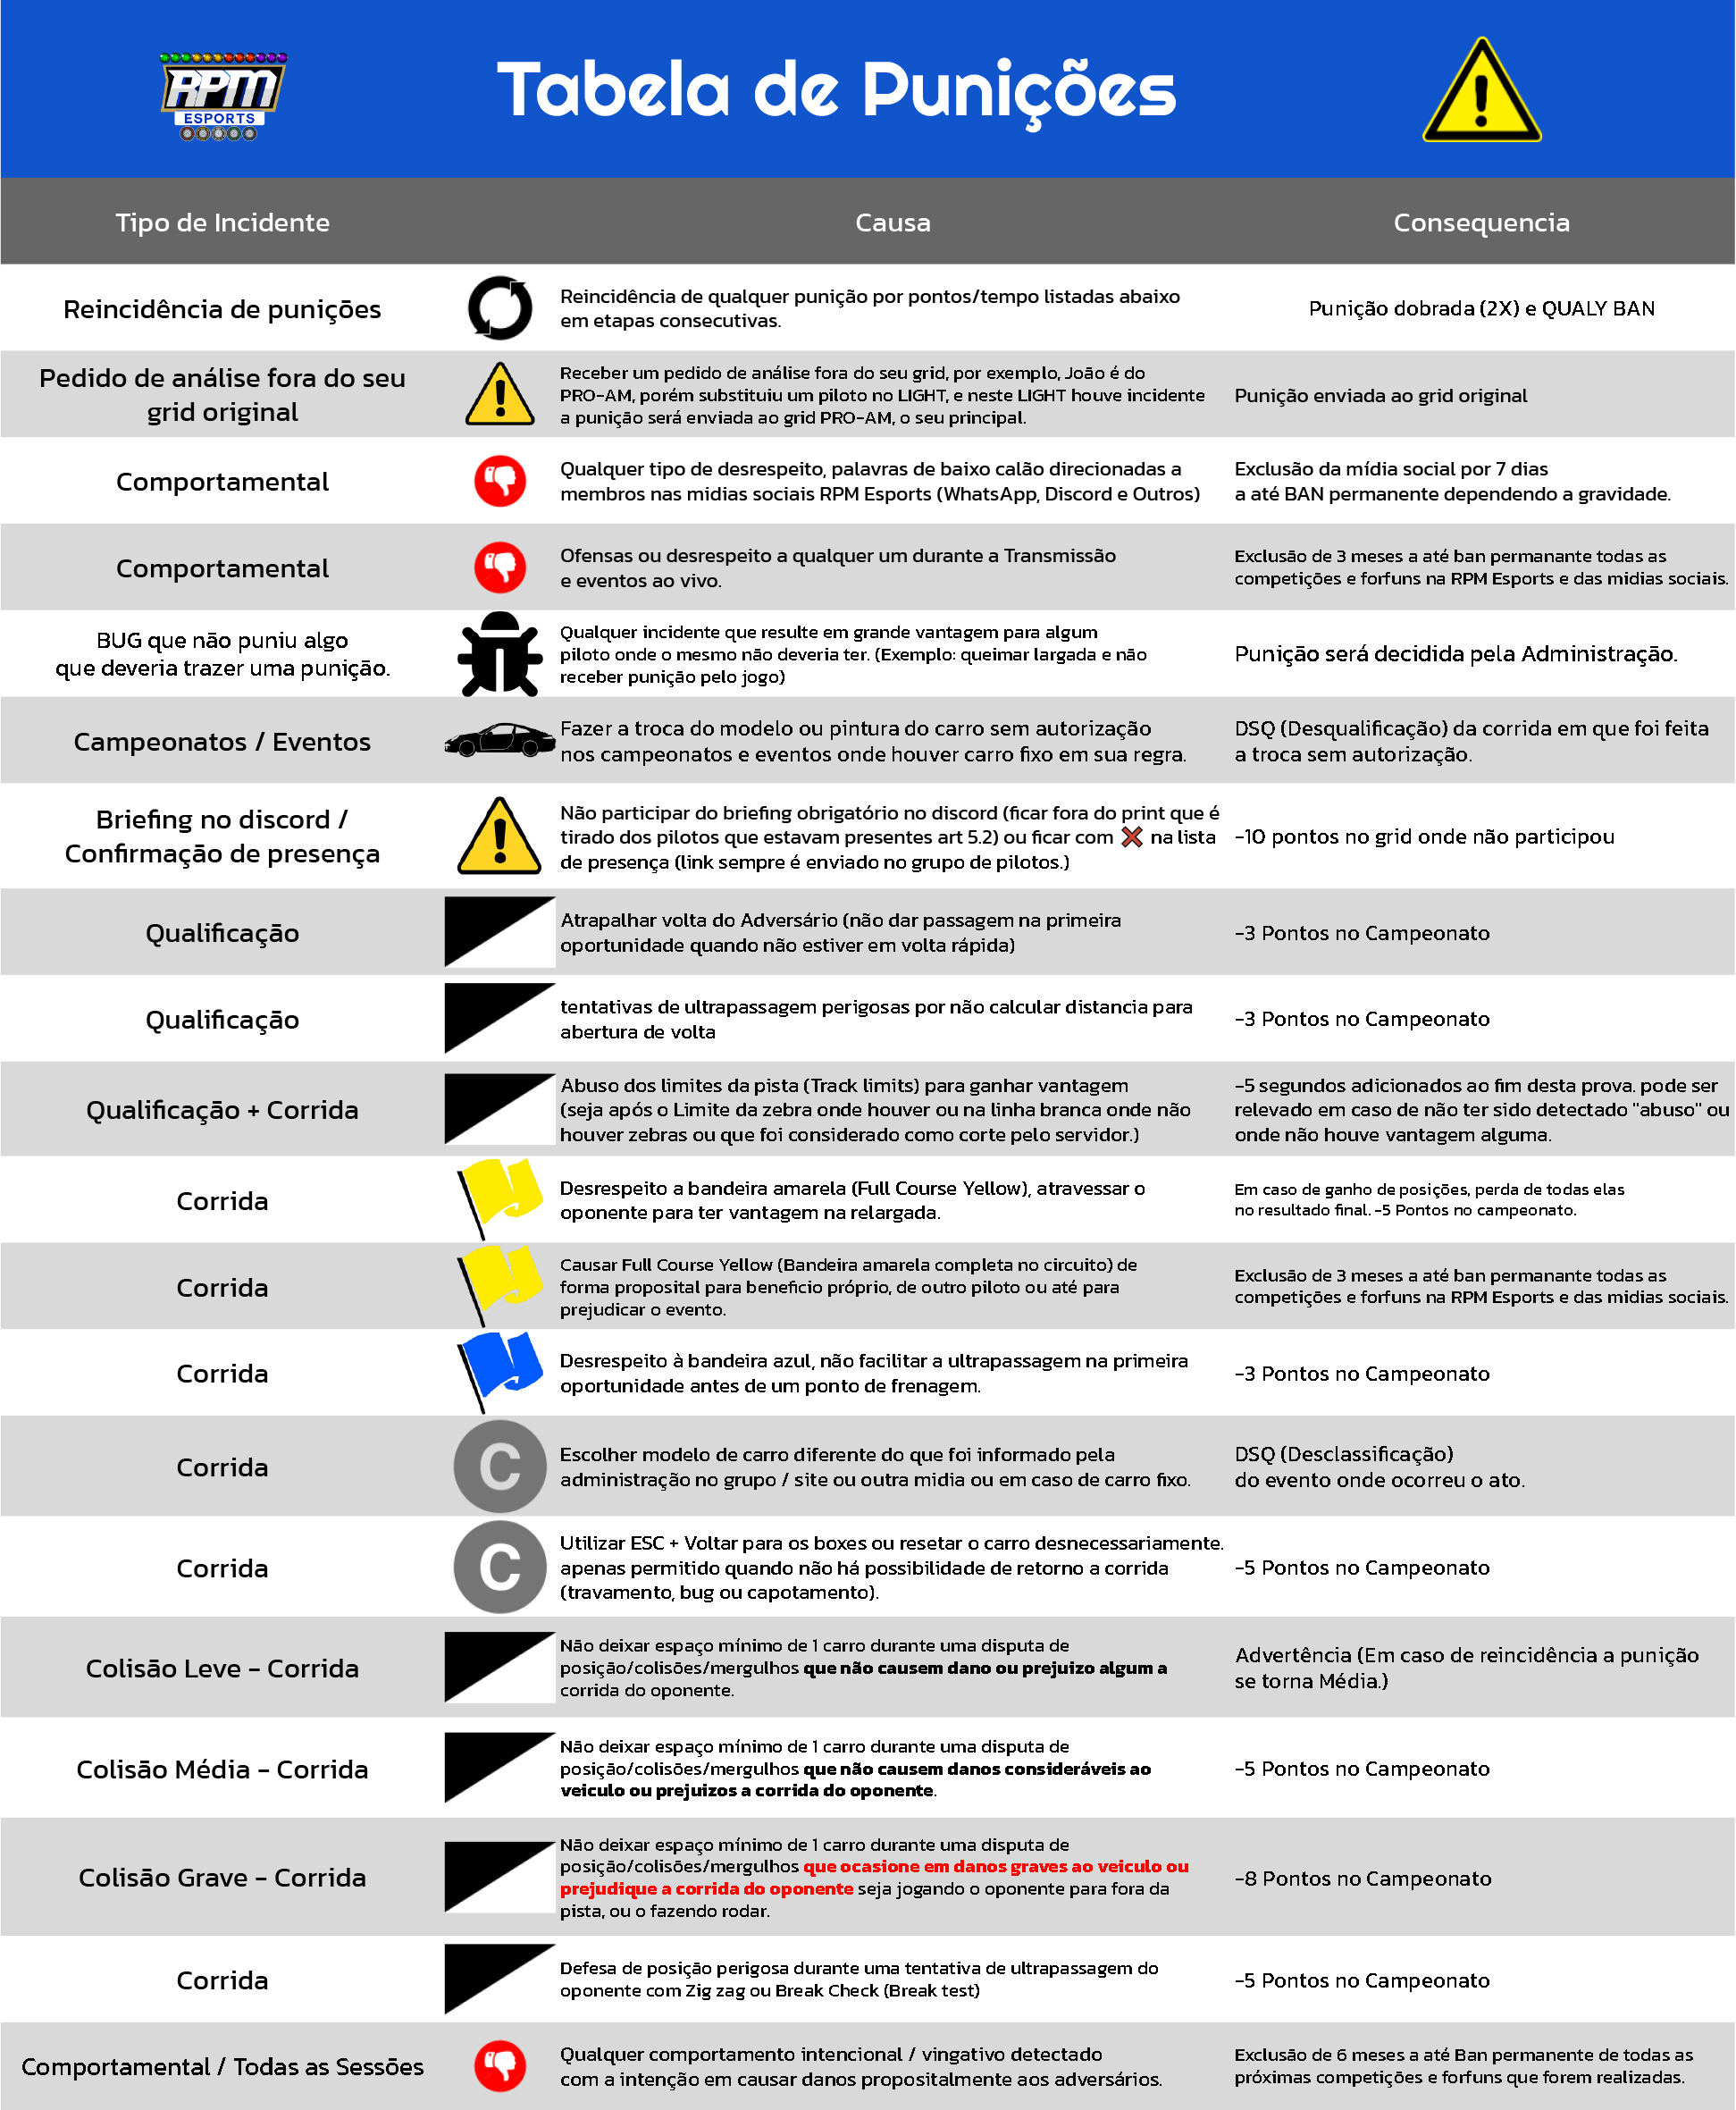 RPM
ESPORTS
Tabela de Punições
Tipo de Incidente
Causa
Consequencia
Reincidência de punições
Reincidência de qualquer punição por pontos/tempo listadas abaixo
em etapas consecutivas.
Punição dobrada (2X) e QUALY BAN
Pedido de análise fora do seu
grid original
Receber um pedido de análise fora do seu grid, por exemplo, João é do
PRO-AM, porém substituiu um piloto no LIGHT, e neste LIGHT houve incidente
a punição será enviada ao grid PRO-AM, o seu principal.
Punição enviada ao grid original
Comportamental
Qualquer tipo de desrespeito, palavras de baixo calão direcionadas a
membros nas midias sociais RPM Esports (WhatsApp, Discord e Outros)
Exclusão da mídia social por 7 dias
a até BAN permanente dependendo a gravidade.
Comportamental
Ofensas ou desrespeito a qualquer um durante a Transmissão
e eventos ao vivo.
Exclusão de 3 meses a até ban permanante todas as
competições e forfuns na RPM Esports e das midias sociais.
BUG que não puniu algo
que deveria trazer uma punição.
Qualquer incidente que resulte em grande vantagem para algum
piloto onde o mesmo não deveria ter. (Exemplo: queimar largada e não
receber punição pelo jogo)
Punição será decidida pela Administração.
Campeonatos / Eventos
Fazer a troca do modelo ou pintura do carro sem autorização
nos campeonatos e eventos onde houver carro fixo em sua regra.
DSQ (Desqualificação) da corrida em que foi feita
a troca sem autorização.
Briefing no discord /
Confirmação de presença
Não participar do briefing obrigatório no discord (ficar fora do print que é
tirado dos pilotos que estavam presentes art 5.2) ou ficar com ❌ na lista
de presença (link sempre é enviado no grupo de pilotos.)
-10 pontos no grid onde não participou
Qualificação
Atrapalhar volta do Adversário (não dar passagem na primeira
oportunidade quando não estiver em volta rápida)
-3 Pontos no Campeonato
Qualificação
tentativas de ultrapassagem perigosas por não calcular distancia para
abertura de volta
-3 Pontos no Campeonato
Qualificação + Corrida
Abuso dos limites da pista (Track limits) para ganhar vantagem
(seja após o Limite da zebra onde houver ou na linha branca onde não
houver zebras ou que foi considerado como corte pelo servidor.)
-5 segundos adicionados ao fim desta prova. pode ser
relevado em caso de não ter sido detectado "abuso" ou
onde não houve vantagem alguma.
Corrida
Desrespeito a bandeira amarela (Full Course Yellow), atravessar o
oponente para ter vantagem na relargada.
Em caso de ganho de posições, perda de todas elas
no resultado final. -5 Pontos no campeonato.
Corrida
Causar Full Course Yellow (Bandeira amarela completa no circuito) de
forma proposital para beneficio próprio, de outro piloto ou até para
prejudicar o evento.
Exclusão de 3 meses a até ban permanante todas as
competições e forfuns na RPM Esports e das midias sociais.
Corrida
Desrespeito à bandeira azul, não facilitar a ultrapassagem na primeira
oportunidade antes de um ponto de frenagem.
-3 Pontos no Campeonato
Corrida
C
Escolher modelo de carro diferente do que foi informado pela
administração no grupo / site ou outra midia ou em caso de carro fixo.
DSQ (Desclassificação)
do evento onde ocorreu o ato.
Corrida
C
Utilizar ESC + Voltar para os boxes ou resetar o carro desnecessariamente.
apenas permitido quando não há possibilidade de retorno a corrida
(travamento, bug ou capotamento).
-5 Pontos no Campeonato
Colisão Leve - Corrida
Não deixar espaço mínimo de 1 carro durante uma disputa de
posição/colisões/mergulhos que não causem dano ou prejuizo algum a
corrida do oponente.
Advertência (Em caso de reincidência a punição
se torna Média.)
Colisão Média - Corrida
Não deixar espaço mínimo de 1 carro durante uma disputa de
posição/colisões/mergulhos que não causem danos consideráveis ao
veiculo ou prejuizos a corrida do oponente.
-5 Pontos no Campeonato
Colisão Grave - Corrida
Não deixar espaço mínimo de 1 carro durante uma disputa de
posição/colisões/mergulhos que ocasione em danos graves ao veiculo ou
prejudique a corrida do oponente seja jogando o oponente para fora da
pista, ou o fazendo rodar.
-8 Pontos no Campeonato
Corrida
Defesa de posição perigosa durante uma tentativa de ultrapassagem do
oponente com Zig zag ou Break Check (Break test)
-5 Pontos no Campeonato
Comportamental / Todas as Sessões
Qualquer comportamento intencional / vingativo detectado
com a intenção em causar danos propositalmente aos adversários.
Exclusão de 6 meses a até Ban permanente de todas as
próximas competições e forfuns que forem realizadas.